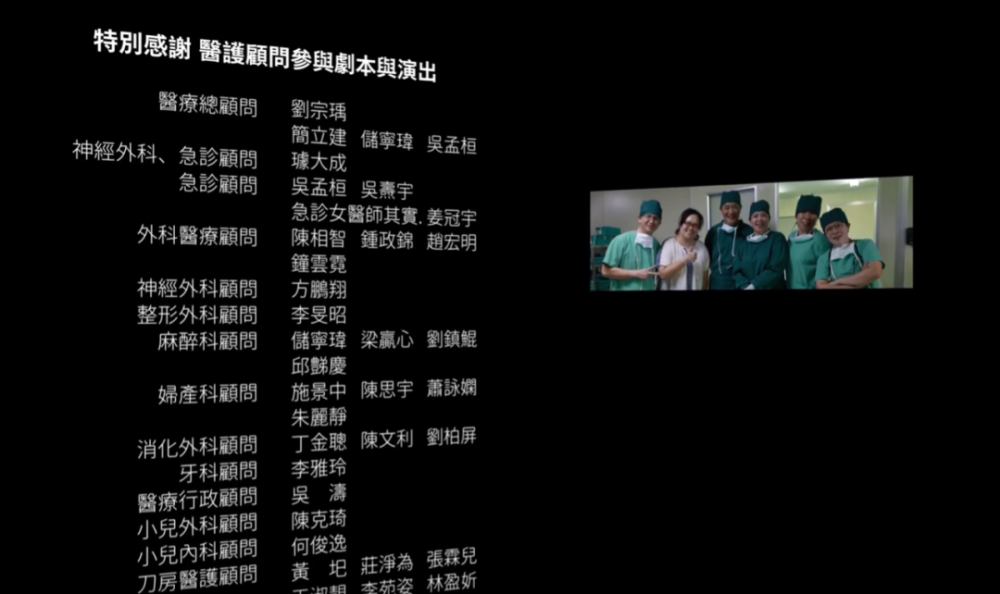 特別感謝 醫護顧問參與劇本與演出
醫療總顧問 劉宗瑀
簡立建 儲寧瑋 吳孟桓
神經外科、急診顧問 璩大成
急診顧問 吳孟桓 吳燾宇
急診女醫師其實. 姜冠宇
外科醫療顧問 陳相智 鍾政錦 趙宏明
鐘雲霓
神經外科顧問 方鵬翔
整形外科顧問 李旻昭
麻醉科顧問 儲寧瑋 梁贏心 劉鎮鯤
邱豑慶
婦產科顧問 施景中 陳思宇 蕭詠嫻
朱麗靜
消化外科顧問 丁金聰 陳文利 劉柏屏
牙科顧問 李雅玲
醫療行政顧問 吳 濤
小兒外科顧問 陳克琦
小兒內科顧問 何俊逸
刀房醫護顧問 黃 圯 莊淨為 張霖兒
李苑姿 林盈妡